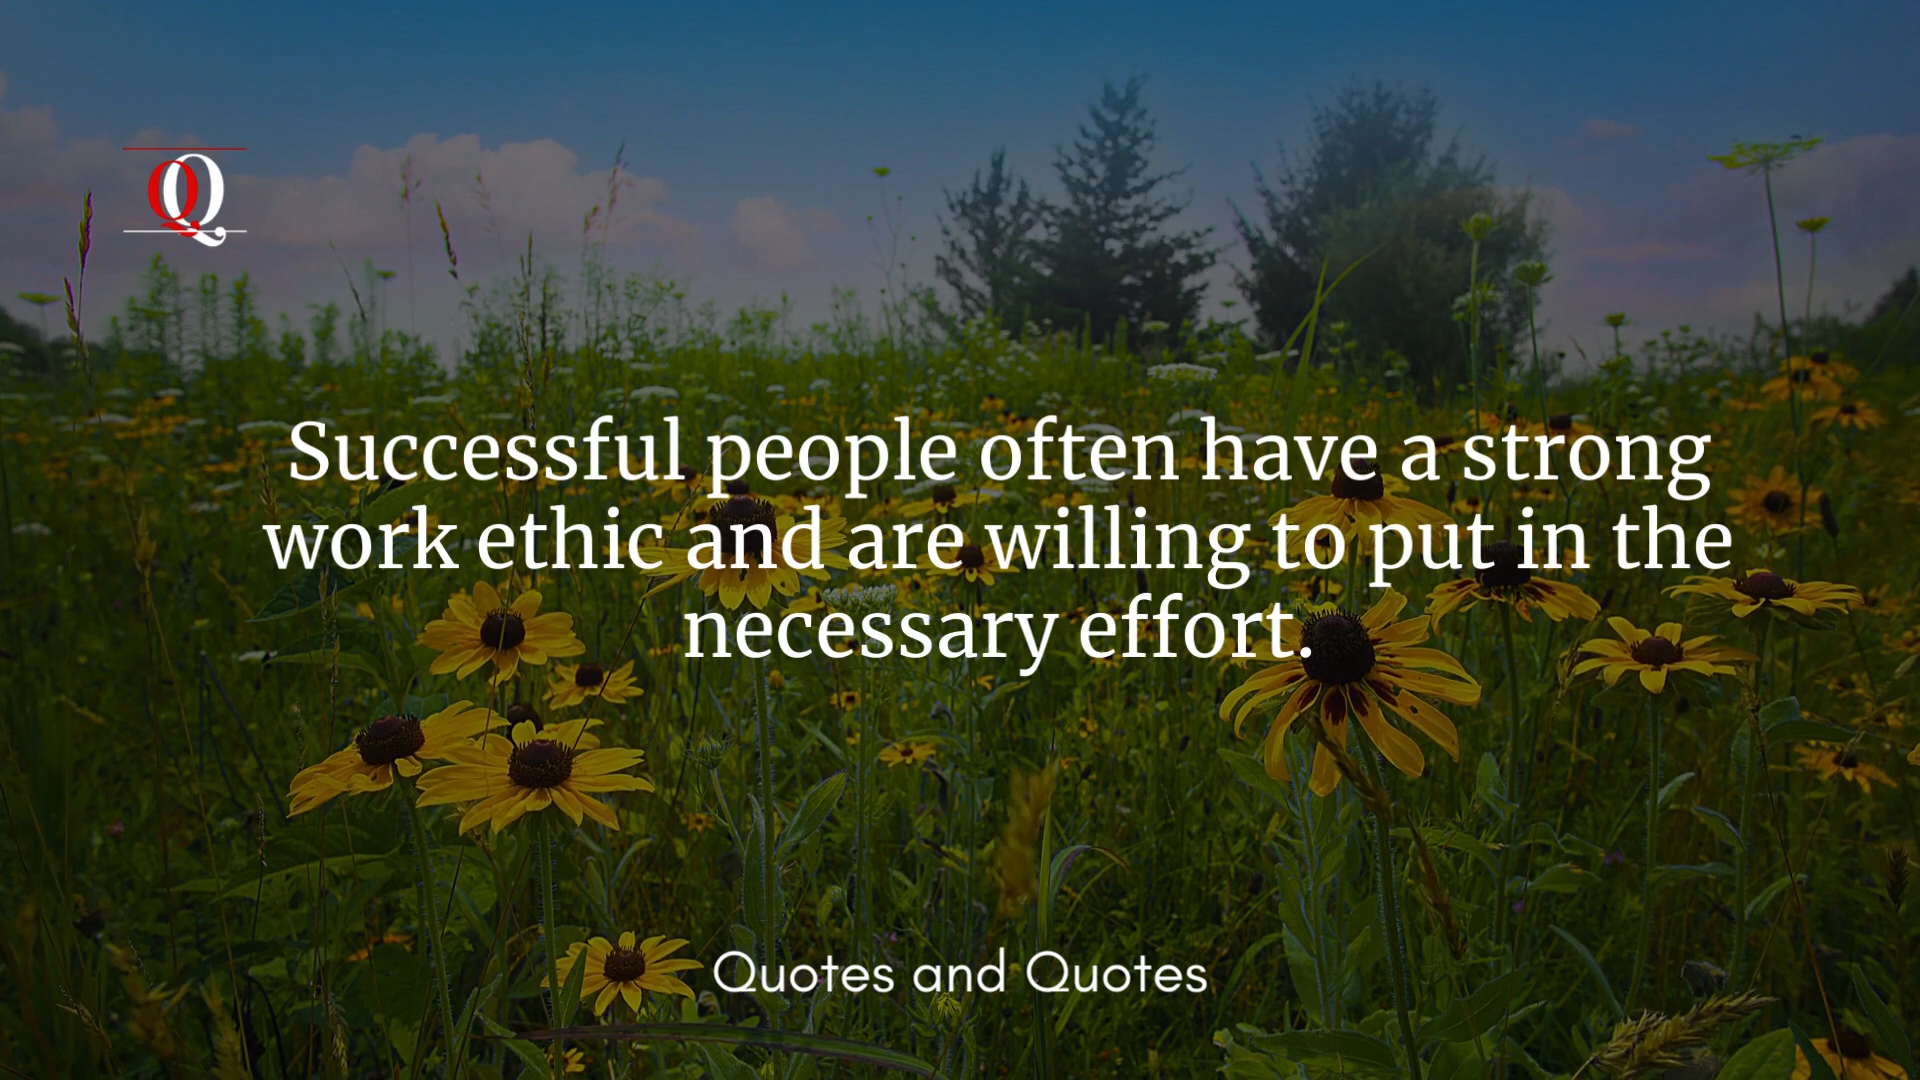 QQ
Successful people often have a strong
work ethic and are willing to put in the
necessary effort.
Quotes and Quotes